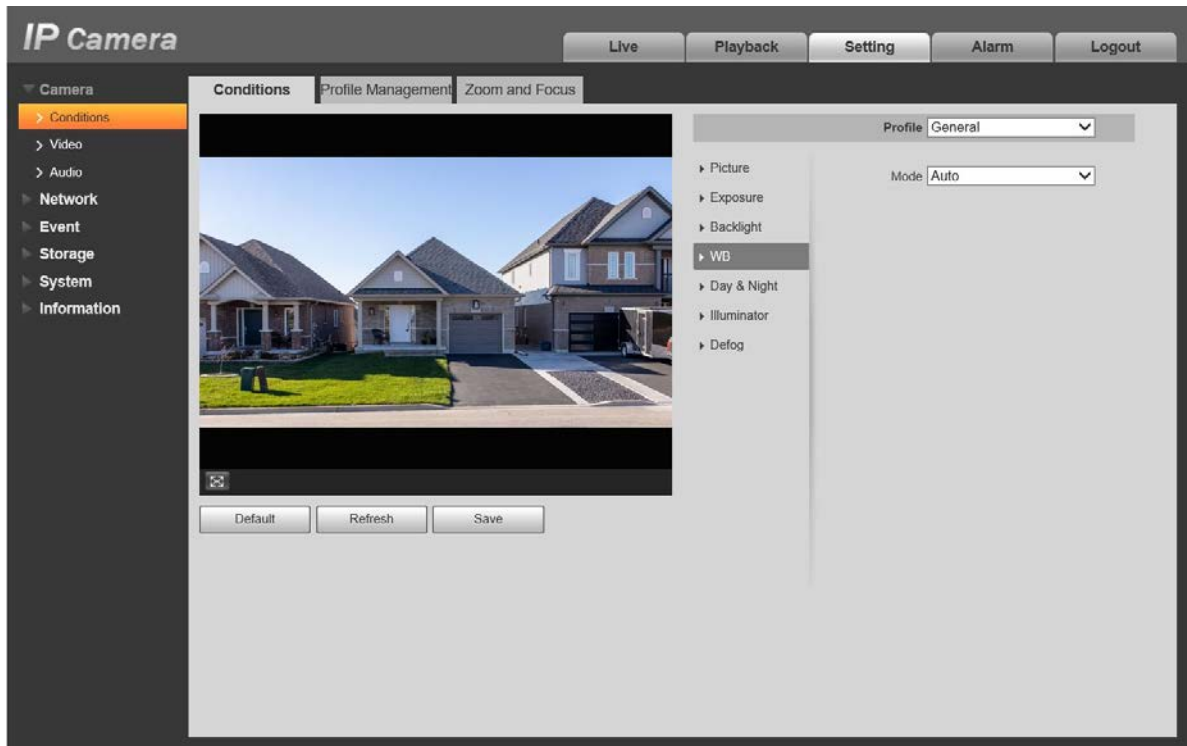 IP Camera
Live
Playback
Setting
Alarm
Logout
Camera
Conditions
Video
Audio
Network
Event
Storage
System
Information
Conditions
Profile Management
Zoom and Focus
Profile General
Picture
Exposure
Backlight
WB
Day & Night
Illuminator
Defog
Mode Auto
Default
Refresh
Save